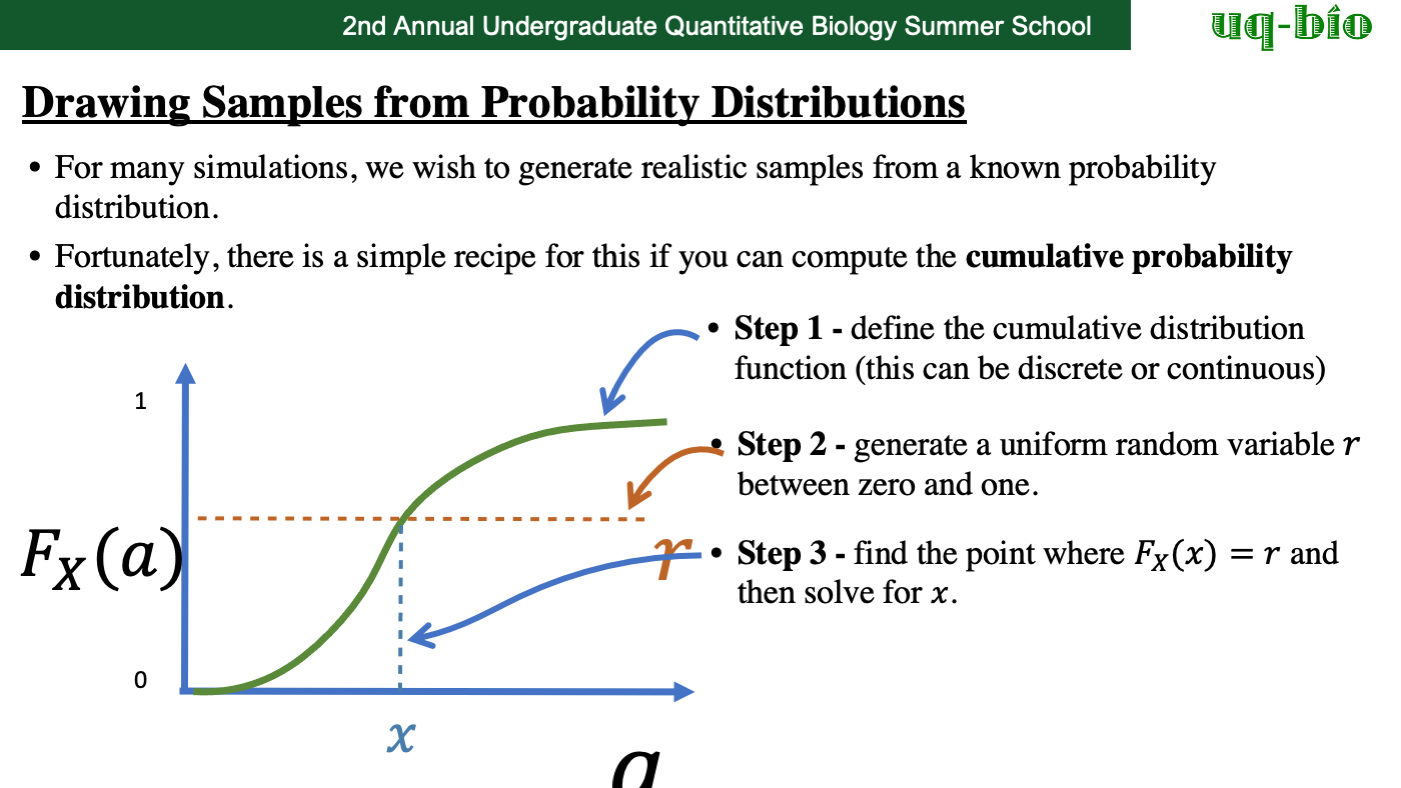 2nd Annual Undergraduate Quantitative Biology Summer School
uq-bio
Drawing Samples from Probability Distributions
• For many simulations, we wish to generate realistic samples from a known probability
distribution.
• Fortunately, there is a simple recipe for this if you can compute the cumulative probability
distribution.
• Step 1 - define the cumulative distribution
function (this can be discrete or continuous)
• Step 2 - generate a uniform random variable r
between zero and one.
• Step 3 - find the point where F_X(x) = r and
then solve for x.
1
F_X(a)
r
0
x
a